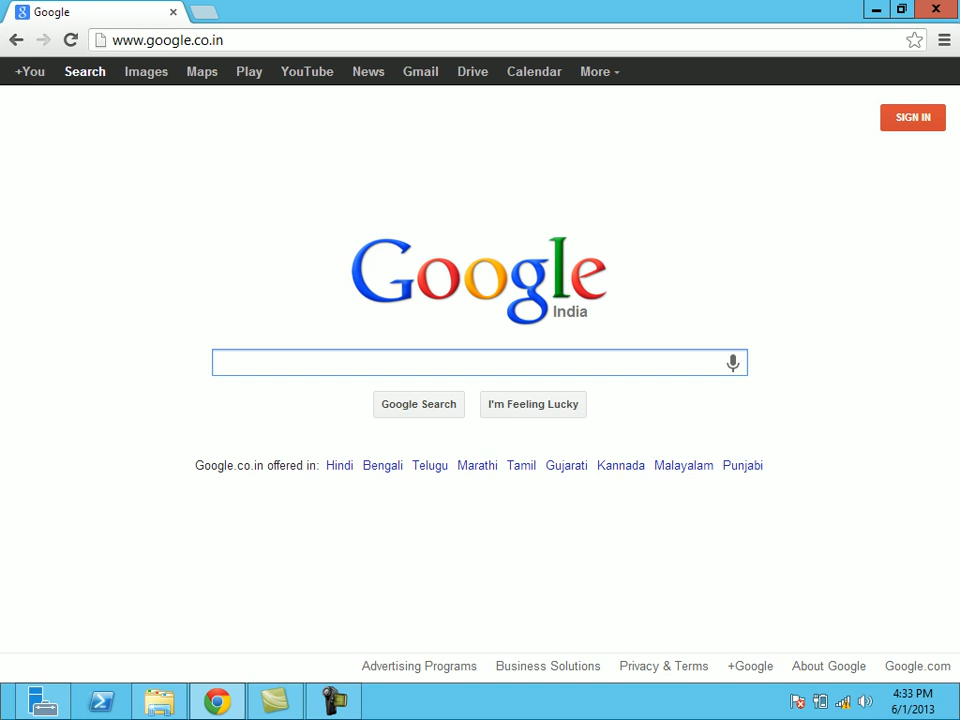 Google
www.google.co.in
+You Search Images Maps Play YouTube News Gmail Drive Calendar More
SIGN IN
Google
India
Google Search I'm Feeling Lucky
Google.co.in offered in: Hindi Bengali Telugu Marathi Tamil Gujarati Kannada Malayalam Punjabi
Advertising Programs Business Solutions Privacy & Terms +Google About Google Google.com
4:33 PM
6/1/2013